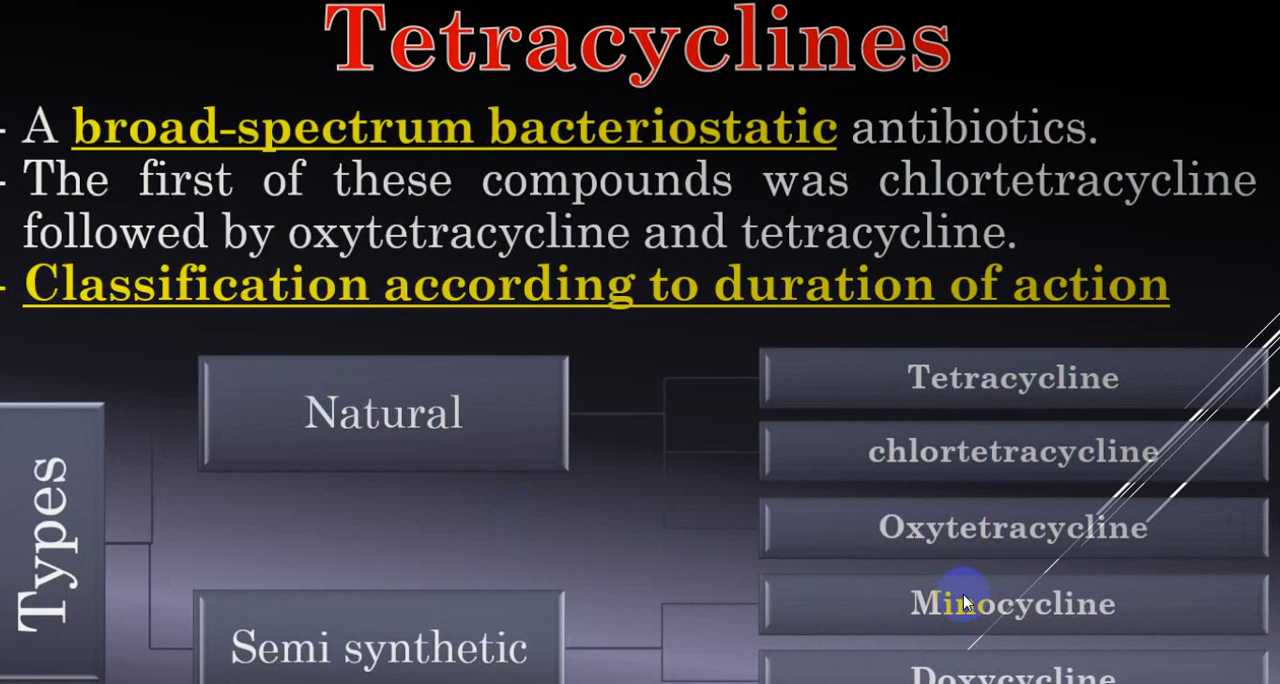 Tetracyclines
- A broad-spectrum bacteriostatic antibiotics.
- The first of these compounds was chlortetracycline
followed by oxytetracycline and tetracycline.
- Classification according to duration of action
Types
Natural
Tetracycline
chlortetracycline
Oxytetracycline
Semi synthetic
Minocycline
Doxycycline